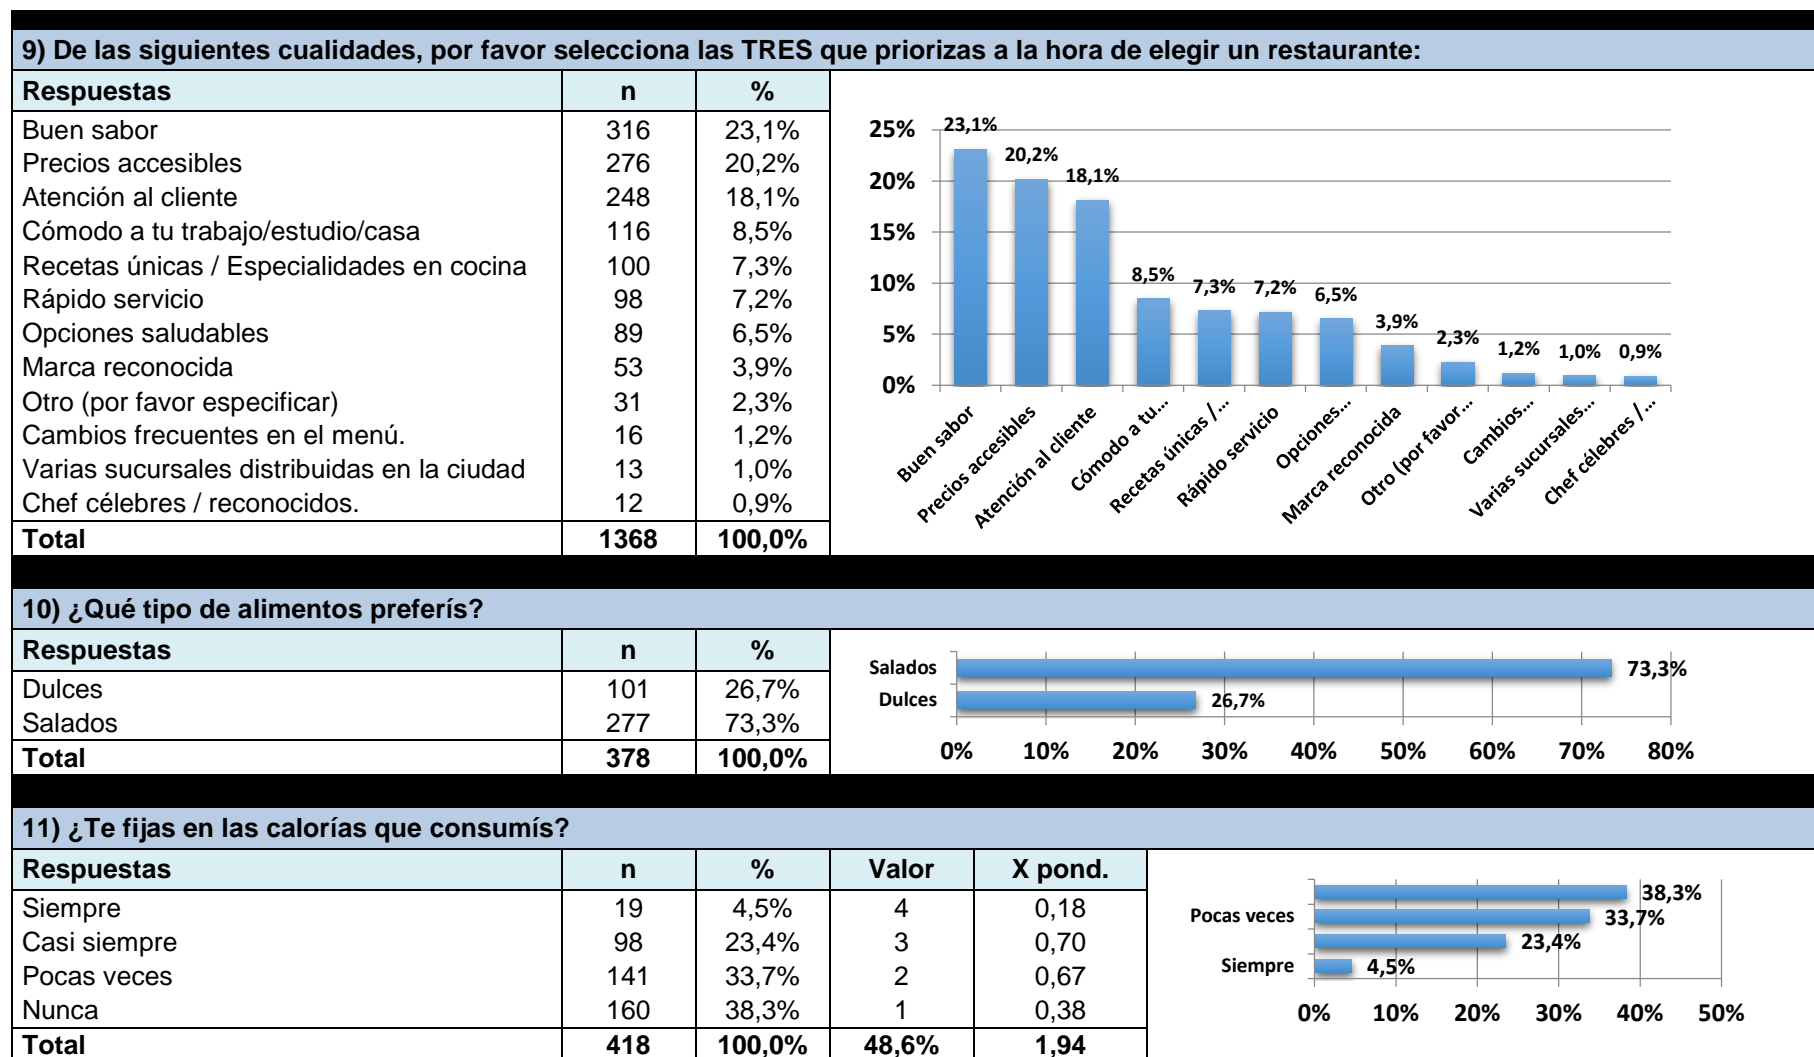 9) De las siguientes cualidades, por favor selecciona las TRES que priorizas a la hora de elegir un restaurante:
Respuestas n %
Buen sabor 316 23,1%
Precios accesibles 276 20,2%
Atención al cliente 248 18,1%
Cómodo a tu trabajo/estudio/casa 116 8,5%
Recetas únicas / Especialidades en cocina 100 7,3%
Rápido servicio 98 7,2%
Opciones saludables 89 6,5%
Marca reconocida 53 3,9%
Otro (por favor especificar) 31 2,3%
Cambios frecuentes en el menú. 16 1,2%
Varias sucursales distribuidas en la ciudad 13 1,0%
Chef célebres / reconocidos. 12 0,9%
Total 1368 100,0%
25%
20%
15%
10%
5%
0%
23,1% 20,2% 18,1% 8,5% 7,3% 7,2% 6,5% 3,9% 2,3% 1,2% 1,0% 0,9%
Buen sabor
Precios accesibles
Atención al cliente
Cómodo a tu...
Recetas únicas /...
Rápido servicio
Opciones...
Marca reconocida
Otro (por favor...
Cambios...
Varias sucursales...
Chef célebres /...
10) ¿Qué tipo de alimentos preferís?
Respuestas n %
Dulces 101 26,7%
Salados 277 73,3%
Total 378 100,0%
Salados 73,3%
Dulces 26,7%
0% 10% 20% 30% 40% 50% 60% 70% 80%
11) ¿Te fijas en las calorías que consumís?
Respuestas n % Valor X pond.
Siempre 19 4,5% 4 0,18
Casi siempre 98 23,4% 3 0,70
Pocas veces 141 33,7% 2 0,67
Nunca 160 38,3% 1 0,38
Total 418 100,0% 48,6% 1,94
38,3%
Pocas veces 33,7%
23,4%
Siempre 4,5%
0% 10% 20% 30% 40% 50%